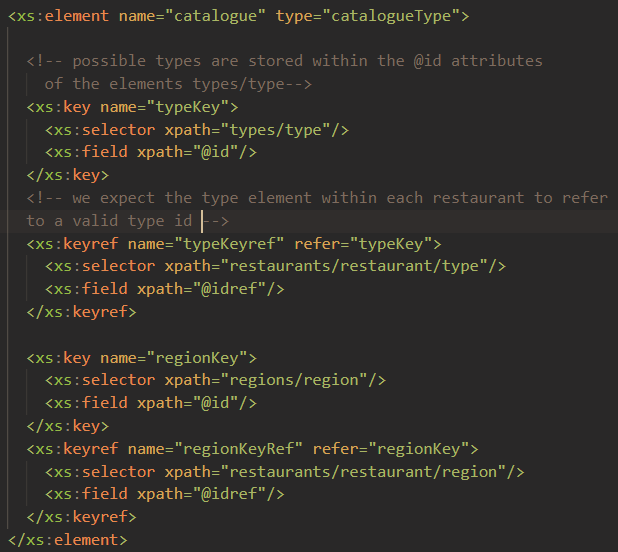 <xs:element name="catalogue" type="catalogueType">
<!-- possible types are stored within the @id attributes
of the elements types/type-->
<xs:key name="typeKey">
<xs:selector xpath="types/type"/>
<xs:field xpath="@id"/>
</xs:key>
<!-- we expect the type element within each restaurant to refer
to a valid type id -->
<xs:keyref name="typeKeyref" refer="typeKey">
<xs:selector xpath="restaurants/restaurant/type"/>
<xs:field xpath="@idref"/>
</xs:keyref>
<xs:key name="regionKey">
<xs:selector xpath="regions/region"/>
<xs:field xpath="@id"/>
</xs:key>
<xs:keyref name="regionKeyRef" refer="regionKey">
<xs:selector xpath="restaurants/restaurant/region"/>
<xs:field xpath="@idref"/>
</xs:keyref>
</xs:element>